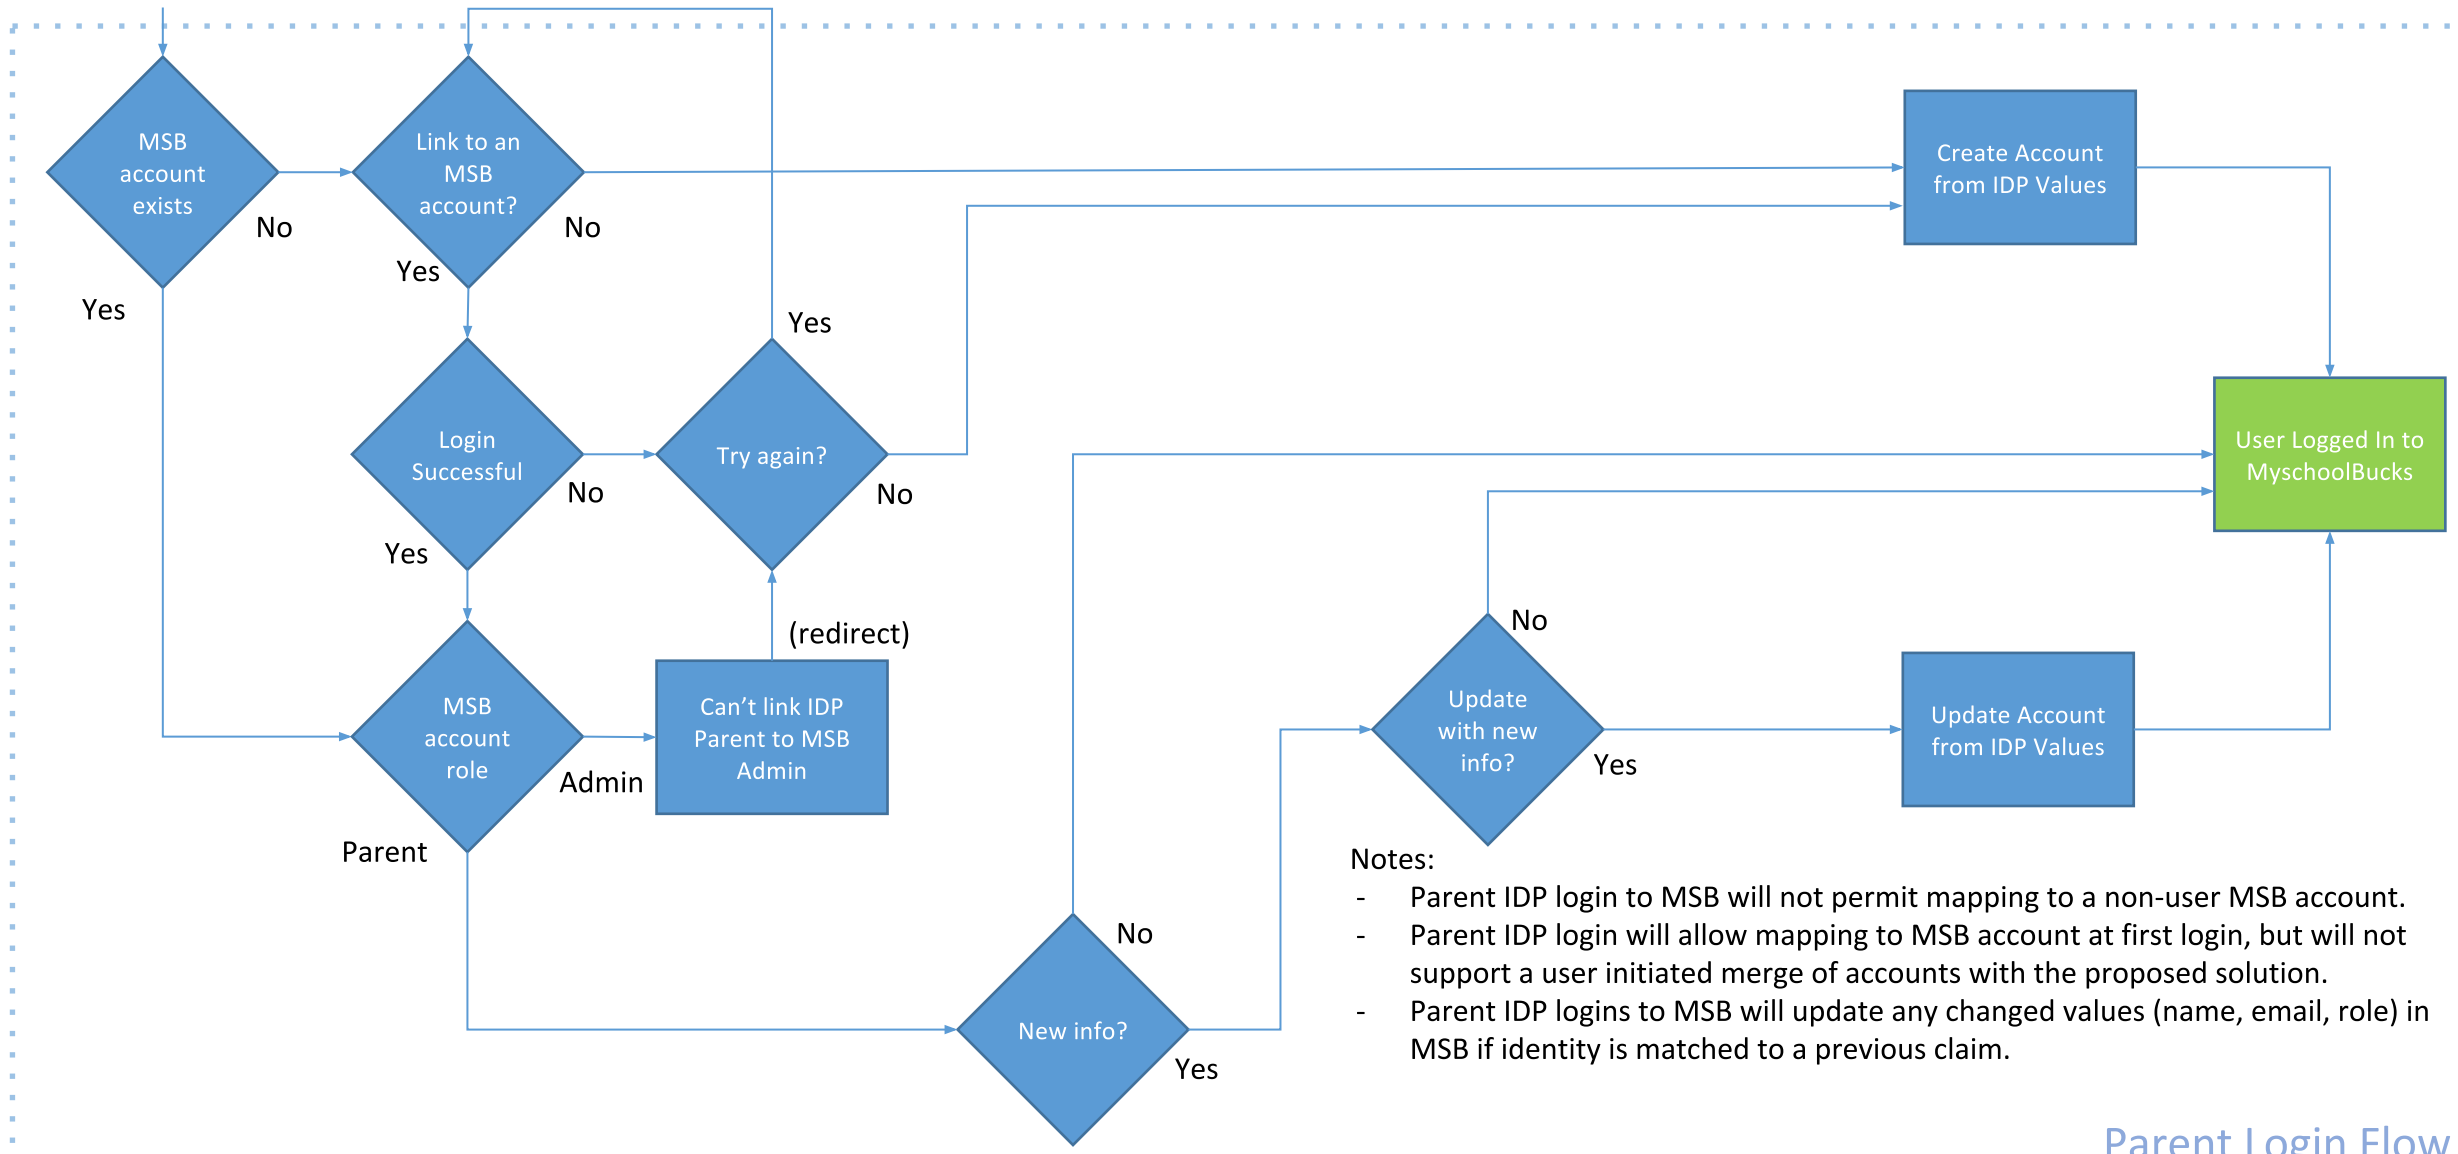 MSB
account
exists
No
Yes
Link to an
MSB
account?
No
Yes
Create Account
from IDP Values
Login
Successful
No
Yes
Try again?
Yes
No
User Logged In to
MyschoolBucks
MSB
account
role
Admin
Parent
(redirect)
Can’t link IDP
Parent to MSB
Admin
Update
with new
info?
No
Yes
Update Account
from IDP Values
New info?
No
Yes
Notes:
- Parent IDP login to MSB will not permit mapping to a non-user MSB account.
- Parent IDP login will allow mapping to MSB account at first login, but will not
support a user initiated merge of accounts with the proposed solution.
- Parent IDP logins to MSB will update any changed values (name, email, role) in
MSB if identity is matched to a previous claim.
Parent Login Flow